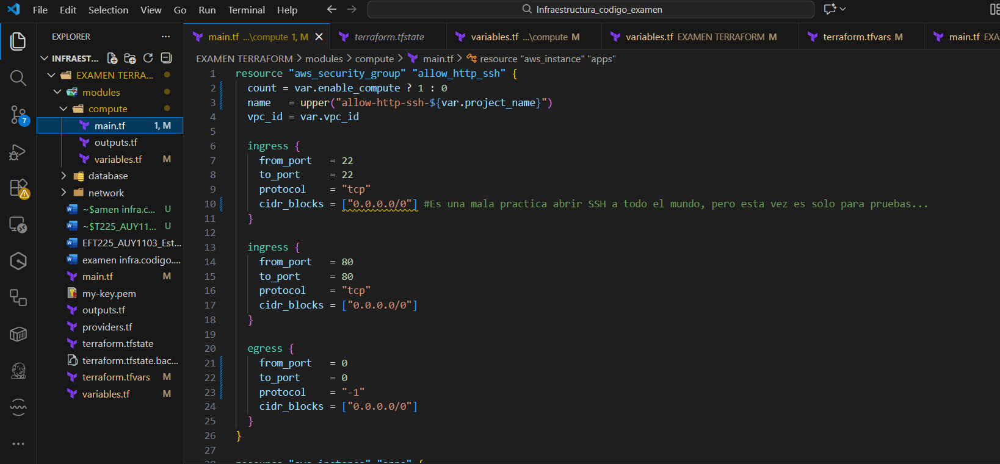 File Edit Selection View Go Run Terminal Help
Infraestructura_codigo_examen
EXPLORER
main.tf ...\compute 1, M
terraform.tfstate
variables.tf ...\compute M
variables.tf EXAMEN TERRAFORM M
terraform.tfvars M
main.tf EXA
INFRAEST...
EXAMEN TERRAFORM > modules > compute > main.tf > resource "aws_instance" "apps"
EXAMEN TERRA...
modules
compute
main.tf 1, M
outputs.tf
variables.tf M
database
network
~$amen infra.c... U
~$T225_AUY11... U
EFT225_AUY1103_Est...
examen infra.codigo....
main.tf M
my-key.pem
outputs.tf
providers.tf
terraform.tfstate
terraform.tfstate.bac...
terraform.tfvars M
variables.tf M
7
1 resource "aws_security_group" "allow_http_ssh" {
2 count = var.enable_compute ? 1 : 0
3 name   = upper("allow-http-ssh-${var.project_name}")
4 vpc_id = var.vpc_id
5
6 ingress {
7 from_port   = 22
8 to_port     = 22
9 protocol    = "tcp"
10 cidr_blocks = ["0.0.0.0/0"] #Es una mala practica abrir SSH a todo el mundo, pero esta vez es solo para pruebas...
11 }
12
13 ingress {
14 from_port   = 80
15 to_port     = 80
16 protocol    = "tcp"
17 cidr_blocks = ["0.0.0.0/0"]
18 }
19
20 egress {
21 from_port   = 0
22 to_port     = 0
23 protocol    = "-1"
24 cidr_blocks = ["0.0.0.0/0"]
25 }
26 }
27
28 resource "aws_instance" "apps" {